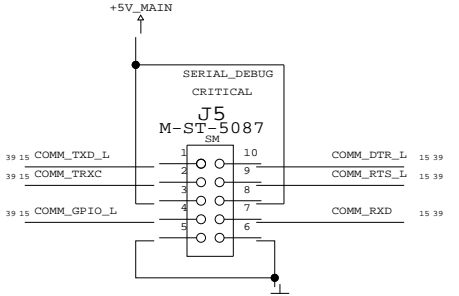 +5V_MAIN
SERIAL_DEBUG
CRITICAL
J5
M-ST-5087
SM
39 15 COMM_TXD_L 1 10 COMM_DTR_L 15 39
39 15 COMM_TRXC 2 9 COMM_RTS_L 15 39
3 8
39 15 COMM_GPIO_L 4 7 COMM_RXD 15 39
5 6